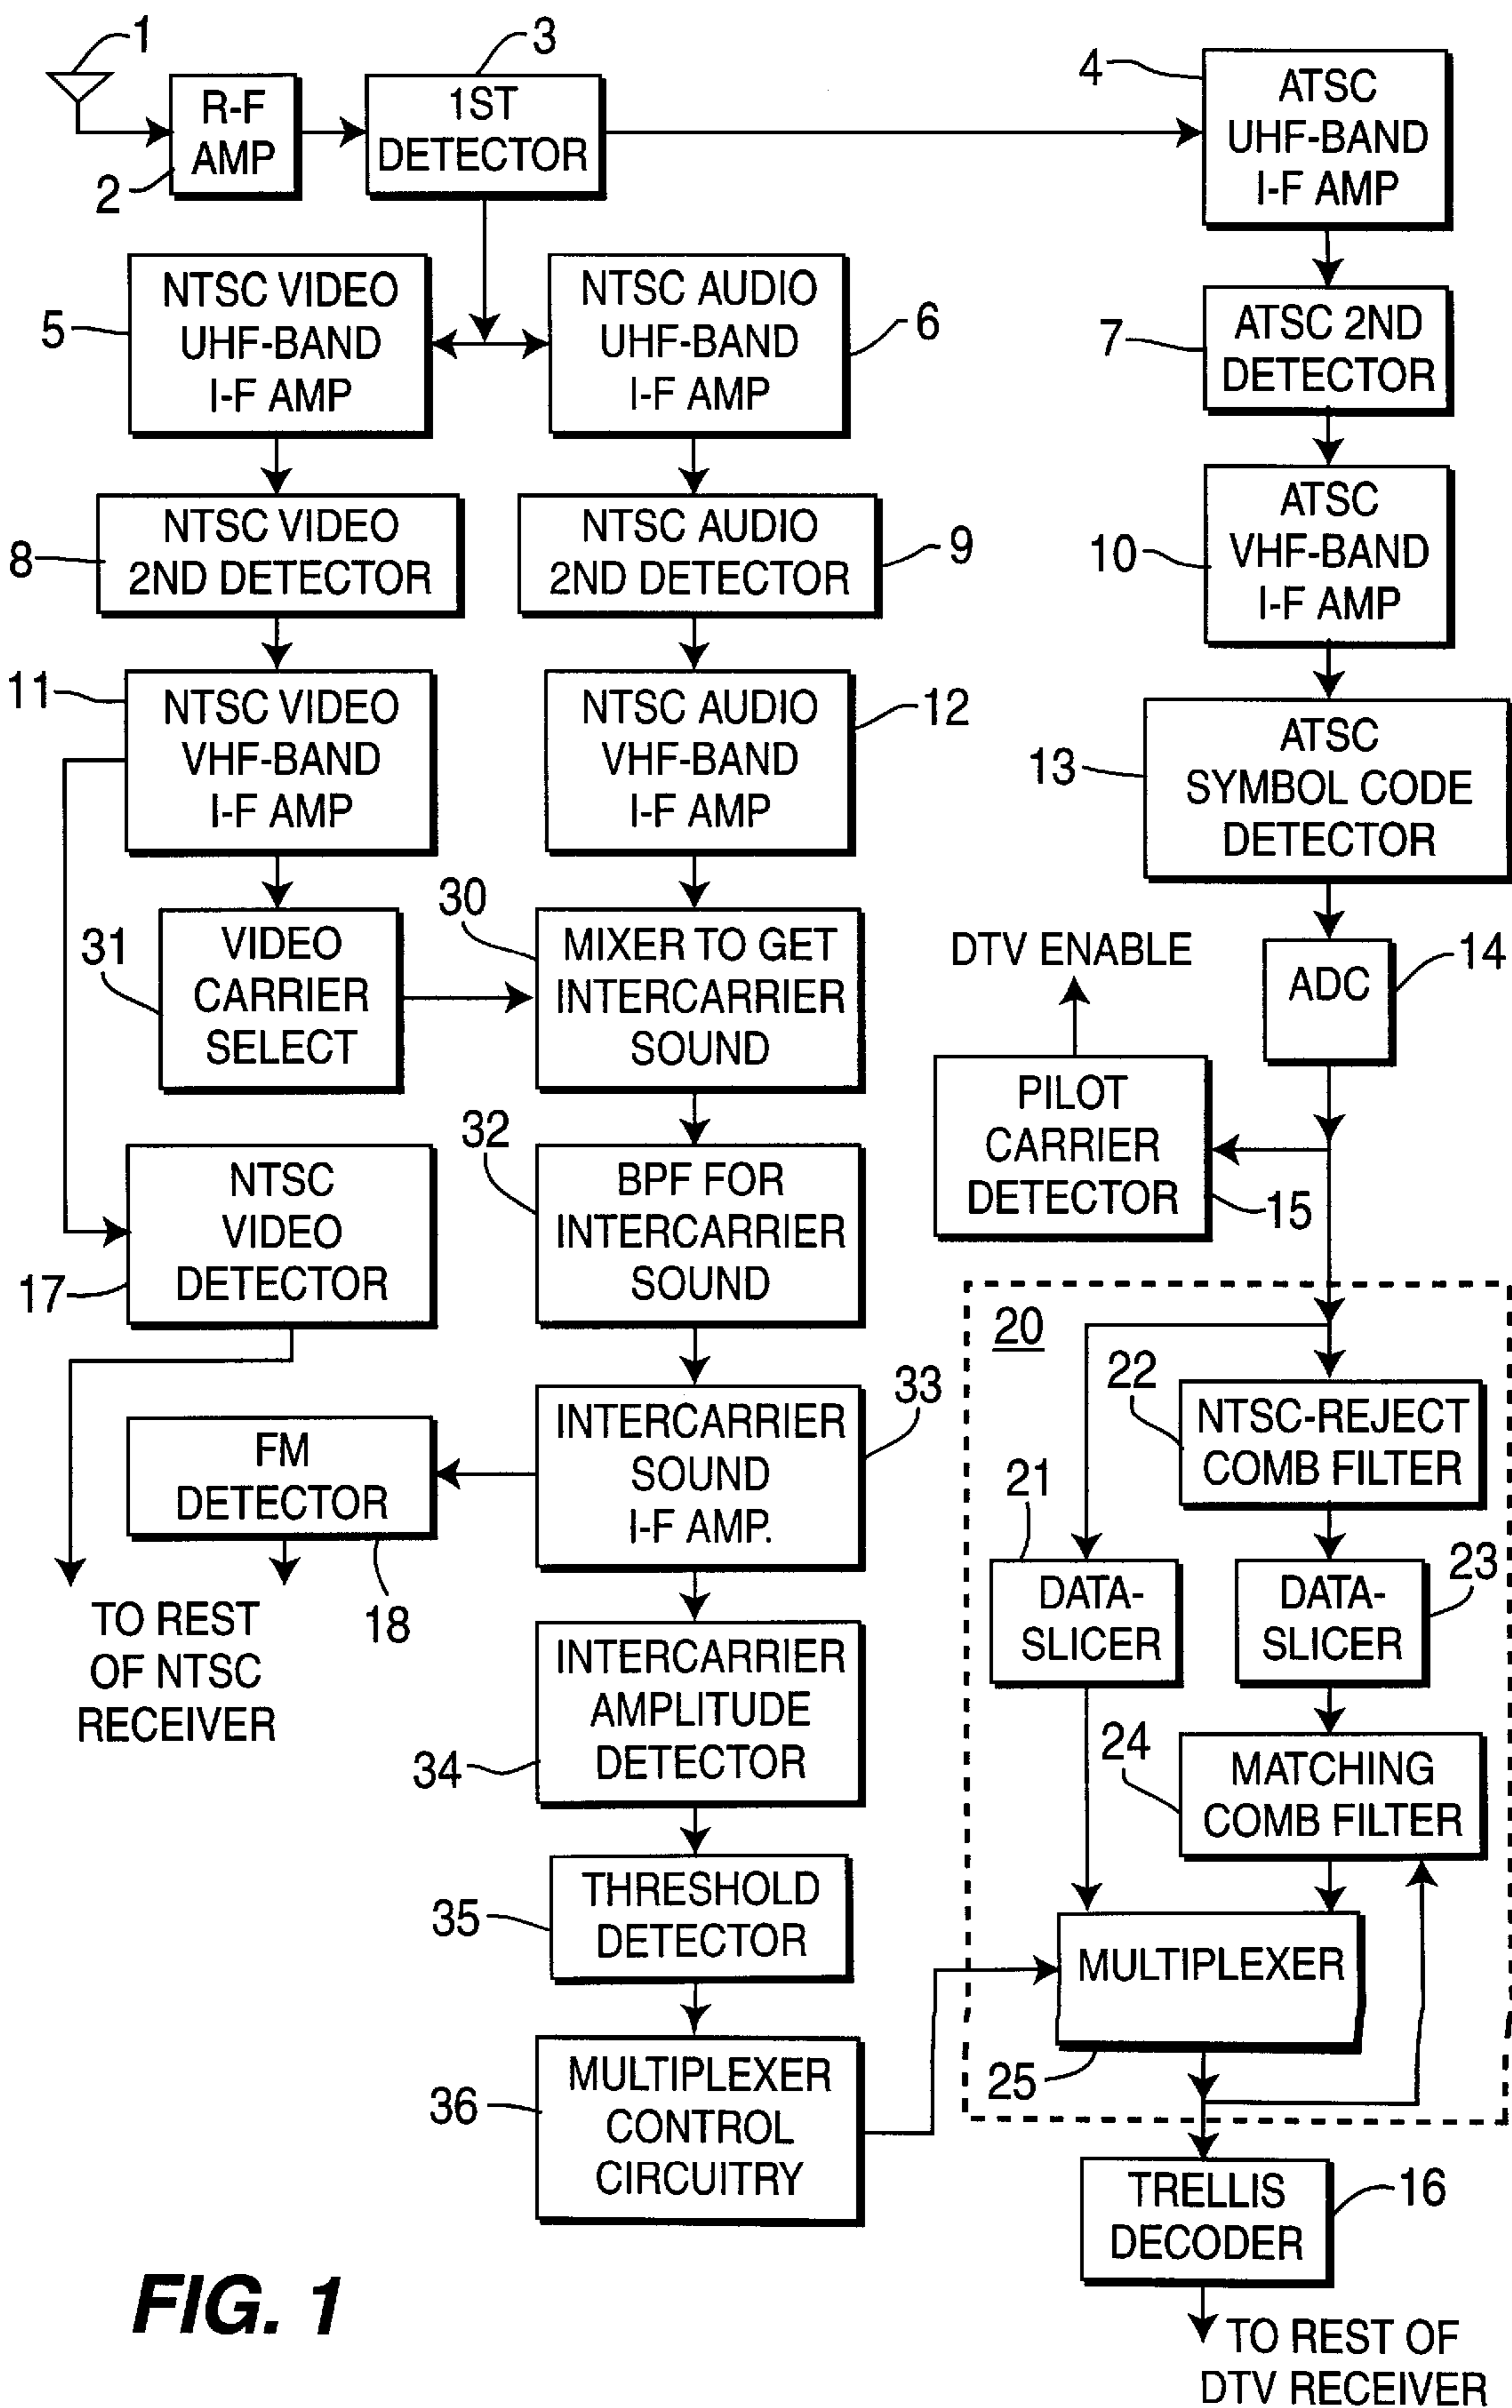 1
R-F
AMP
2
3
1ST
DETECTOR
4
ATSC
UHF-BAND
I-F AMP
5
NTSC VIDEO
UHF-BAND
I-F AMP
NTSC AUDIO
UHF-BAND
I-F AMP
6
7
ATSC 2ND
DETECTOR
8
NTSC VIDEO
2ND DETECTOR
NTSC AUDIO
2ND DETECTOR
9
10
ATSC
VHF-BAND
I-F AMP
11
NTSC VIDEO
VHF-BAND
I-F AMP
NTSC AUDIO
VHF-BAND
I-F AMP
12
13
ATSC
SYMBOL CODE
DETECTOR
31
VIDEO
CARRIER
SELECT
30
MIXER TO GET
INTERCARRIER
SOUND
DTV ENABLE
ADC
14
PILOT
CARRIER
DETECTOR
15
17
NTSC
VIDEO
DETECTOR
32
BPF FOR
INTERCARRIER
SOUND
20
22
NTSC-REJECT
COMB FILTER
FM
DETECTOR
18
INTERCARRIER
SOUND
I-F AMP.
33
21
DATA-
SLICER
23
DATA-
SLICER
TO REST
OF NTSC
RECEIVER
34
INTERCARRIER
AMPLITUDE
DETECTOR
24
MATCHING
COMB FILTER
35
THRESHOLD
DETECTOR
MULTIPLEXER
25
36
MULTIPLEXER
CONTROL
CIRCUITRY
TRELLIS
DECODER
16
TO REST OF
DTV RECEIVER
FIG. 1